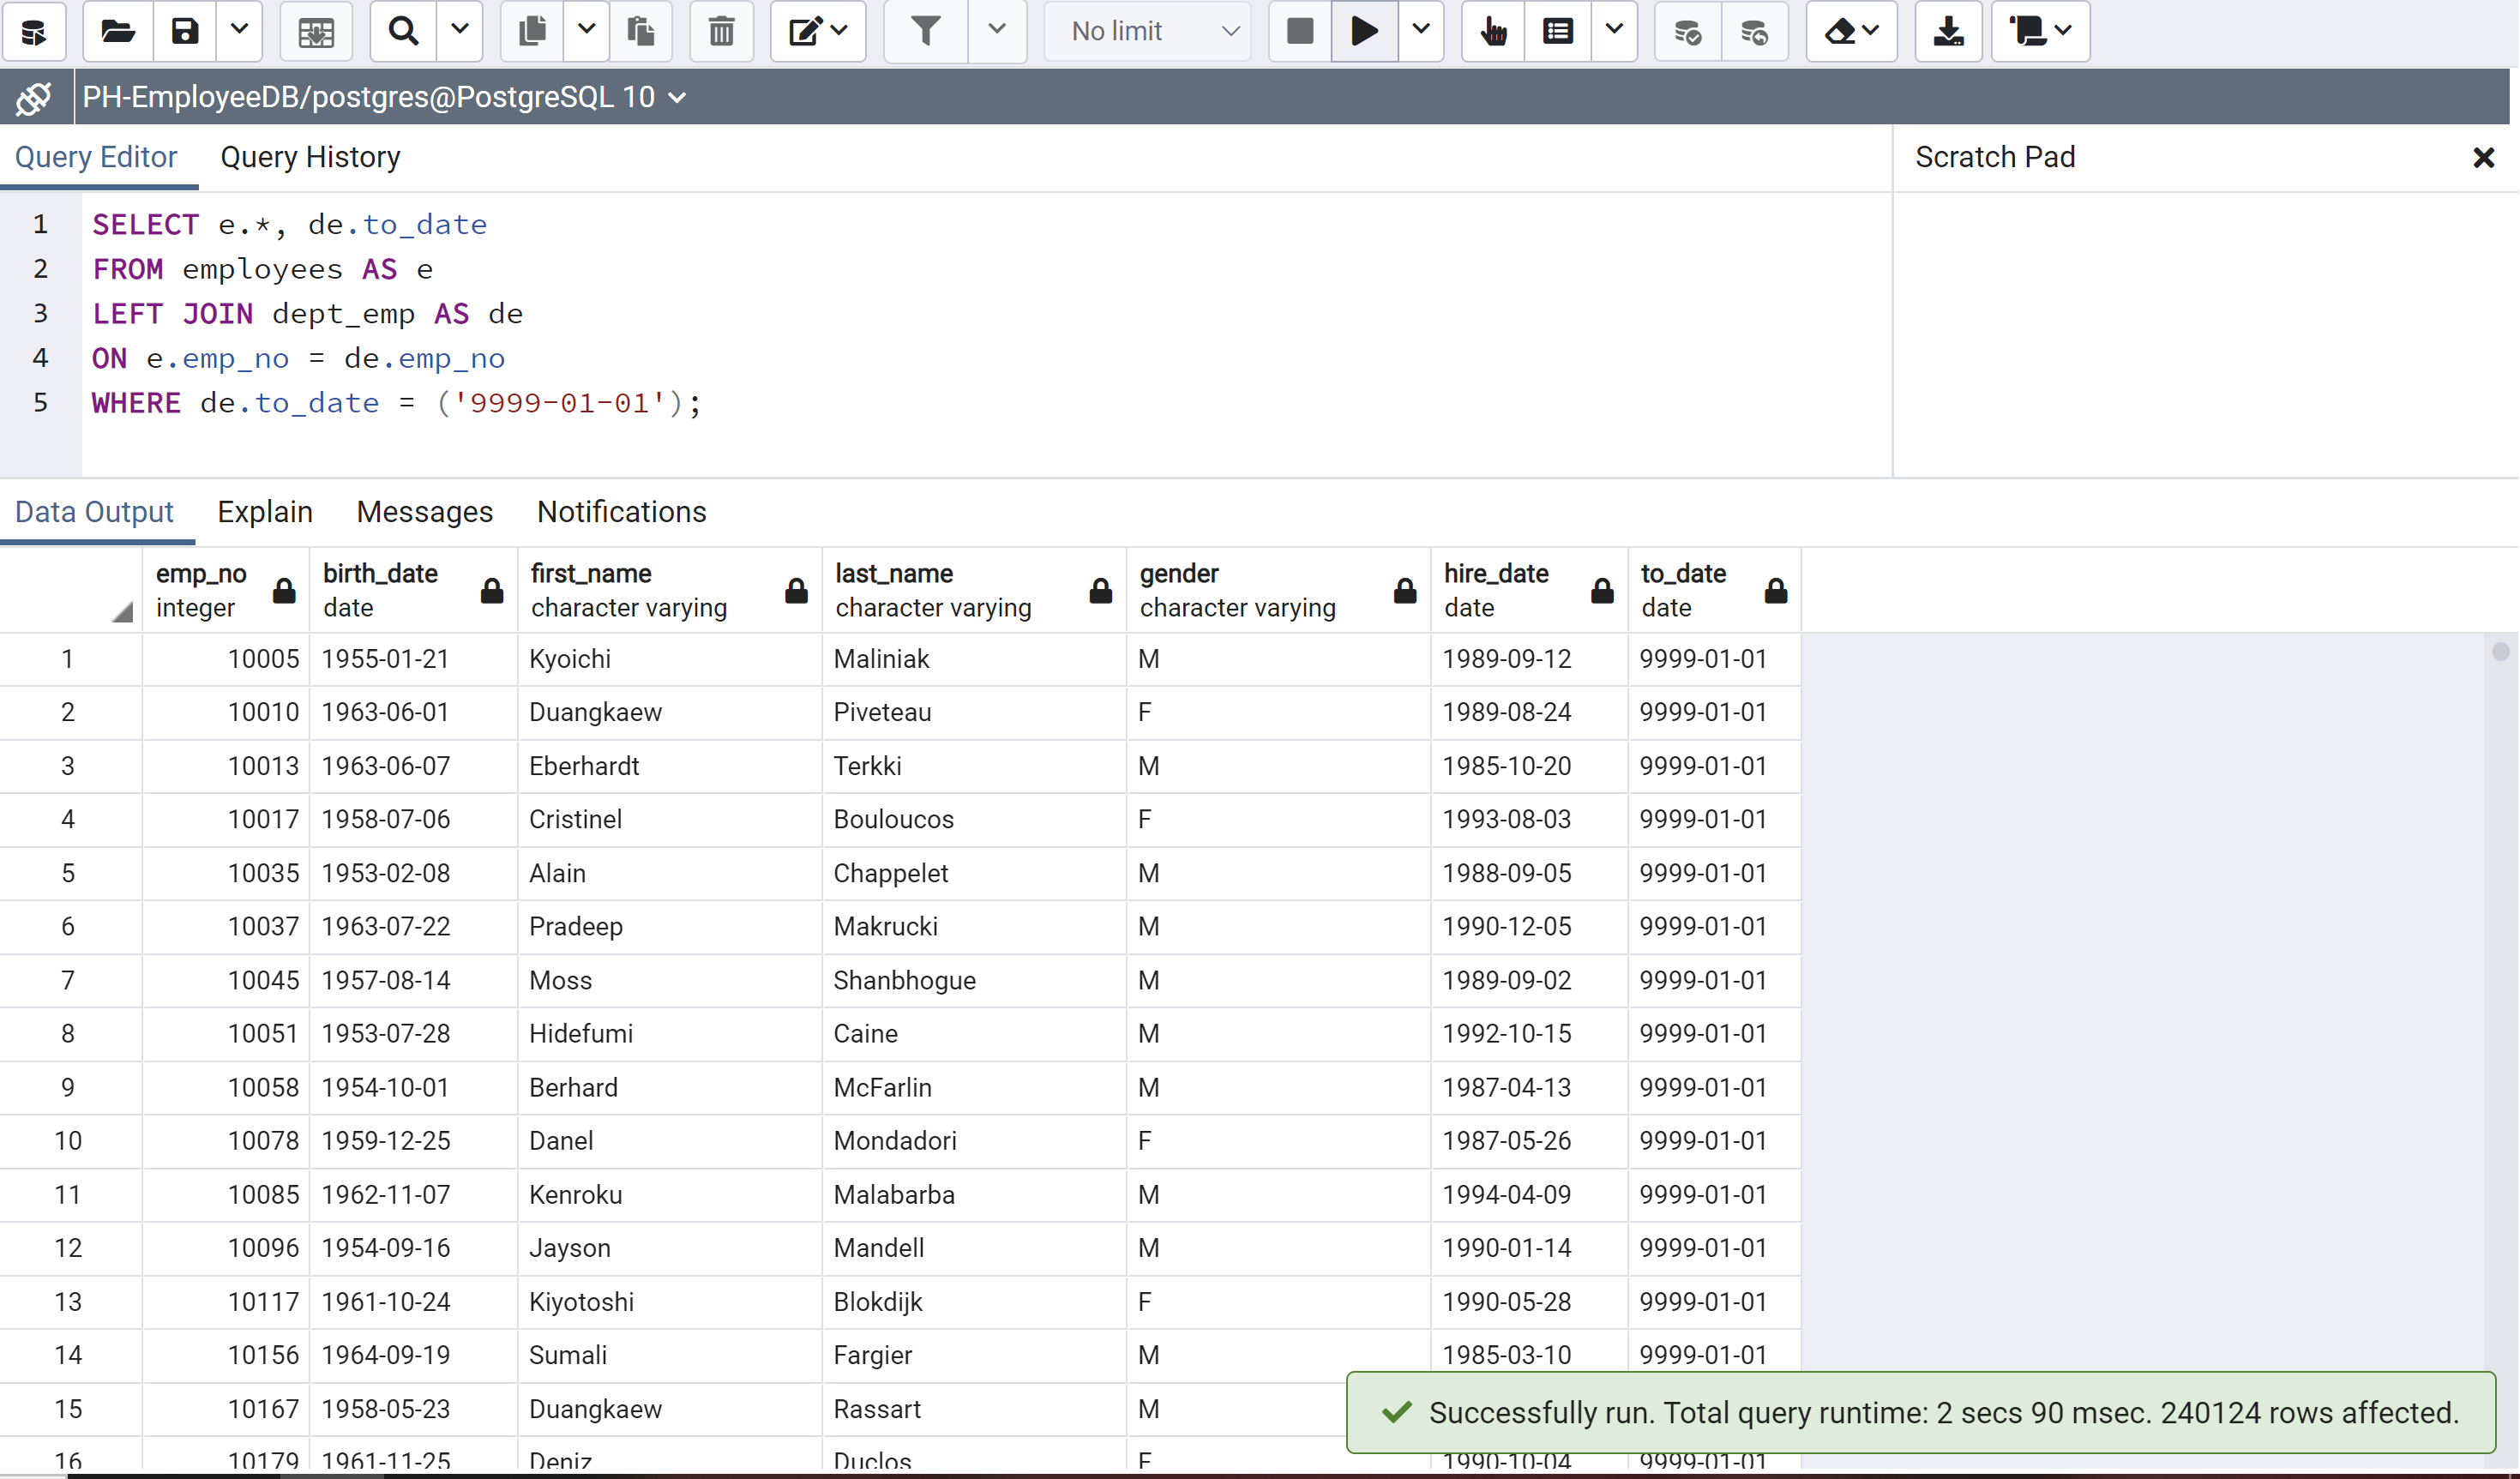 No limit
PH-EmployeeDB/postgres@PostgreSQL 10
Query Editor Query History Scratch Pad
1 SELECT e.*, de.to_date
2 FROM employees AS e
3 LEFT JOIN dept_emp AS de
4 ON e.emp_no = de.emp_no
5 WHERE de.to_date = ('9999-01-01');
Data Output Explain Messages Notifications
emp_no birth_date first_name last_name gender hire_date to_date
integer date character varying character varying character varying date date
1 10005 1955-01-21 Kyoichi Maliniak M 1989-09-12 9999-01-01
2 10010 1963-06-01 Duangkaew Piveteau F 1989-08-24 9999-01-01
3 10013 1963-06-07 Eberhardt Terkki M 1985-10-20 9999-01-01
4 10017 1958-07-06 Cristinel Bouloucos F 1993-08-03 9999-01-01
5 10035 1953-02-08 Alain Chappelet M 1988-09-05 9999-01-01
6 10037 1963-07-22 Pradeep Makrucki M 1990-12-05 9999-01-01
7 10045 1957-08-14 Moss Shanbhogue M 1989-09-02 9999-01-01
8 10051 1953-07-28 Hidefumi Caine M 1992-10-15 9999-01-01
9 10058 1954-10-01 Berhard McFarlin M 1987-04-13 9999-01-01
10 10078 1959-12-25 Danel Mondadori F 1987-05-26 9999-01-01
11 10085 1962-11-07 Kenroku Malabarba M 1994-04-09 9999-01-01
12 10096 1954-09-16 Jayson Mandell M 1990-01-14 9999-01-01
13 10117 1961-10-24 Kiyotoshi Blokdijk F 1990-05-28 9999-01-01
14 10156 1964-09-19 Sumali Fargier M 1985-03-10 9999-01-01
15 10167 1958-05-23 Duangkaew Rassart M
Successfully run. Total query runtime: 2 secs 90 msec. 240124 rows affected.
16 10179 1961-11-25 Deniz Duclos F 1990-10-04 9999-01-01